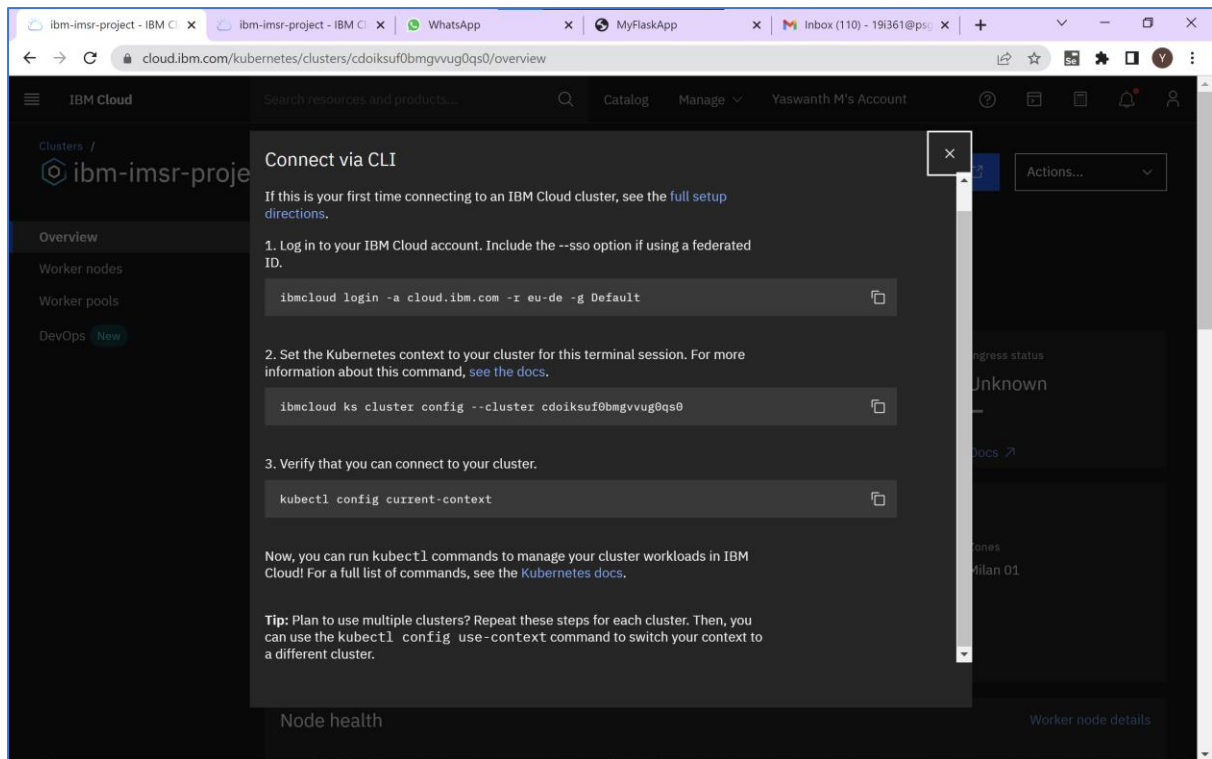 ibm-imsr-project - IBM Cl
ibm-imsr-project - IBM Cl
WhatsApp
MyFlaskApp
Inbox (110) - 19i361@psg
cloud.ibm.com/kubernetes/clusters/cdoiksuf0bmgvvug0qs0/overview
Se
Y
IBM Cloud
Search resources and products...
Catalog
Manage
Yaswanth M's Account
Clusters /
ibm-imsr-proje
Actions...
Overview
Worker nodes
Worker pools
DevOps New
Connect via CLI
If this is your first time connecting to an IBM Cloud cluster, see the full setup
directions.
1. Log in to your IBM Cloud account. Include the --sso option if using a federated
ID.
ibmcloud login -a cloud.ibm.com -r eu-de -g Default
2. Set the Kubernetes context to your cluster for this terminal session. For more
information about this command, see the docs.
ibmcloud ks cluster config --cluster cdoiksuf0bmgvvug0qs0
3. Verify that you can connect to your cluster.
kubectl config current-context
Now, you can run kubectl commands to manage your cluster workloads in IBM
Cloud! For a full list of commands, see the Kubernetes docs.
Tip: Plan to use multiple clusters? Repeat these steps for each cluster. Then, you
can use the kubectl config use-context command to switch your context to
a different cluster.
ngress status
Unknown
Docs
Zones
Milan 01
Node health
Worker node details